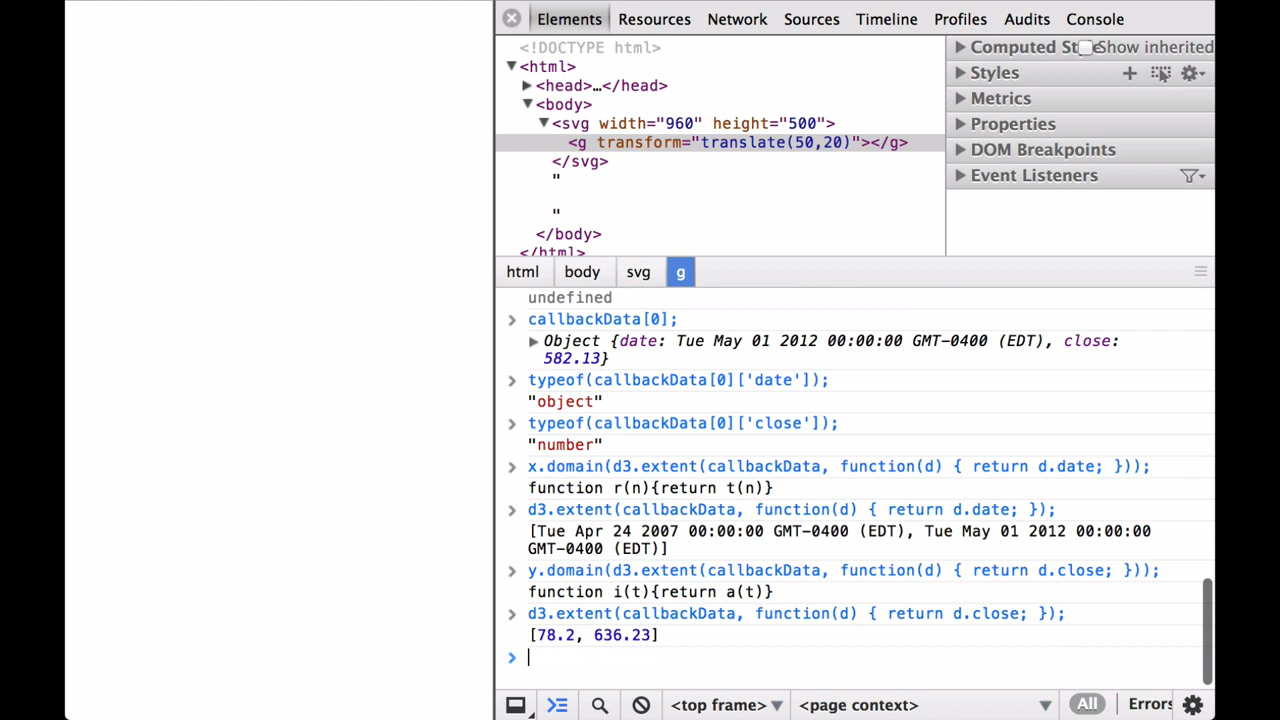 Elements Resources Network Sources Timeline Profiles Audits Console
<!DOCTYPE html>
<html>
<head>…</head>
<body>
<svg width="960" height="500">
<g transform="translate(50,20)"></g>
</svg>
"
"
</body>
</html>
Computed Style Show inherited
Styles
Metrics
Properties
DOM Breakpoints
Event Listeners
html body svg g
undefined
callbackData[0];
Object {date: Tue May 01 2012 00:00:00 GMT-0400 (EDT), close:
582.13}
typeof(callbackData[0]['date']);
"object"
typeof(callbackData[0]['close']);
"number"
x.domain(d3.extent(callbackData, function(d) { return d.date; }));
function r(n){return t(n)}
d3.extent(callbackData, function(d) { return d.date; });
[Tue Apr 24 2007 00:00:00 GMT-0400 (EDT), Tue May 01 2012 00:00:00
GMT-0400 (EDT)]
y.domain(d3.extent(callbackData, function(d) { return d.close; }));
function i(t){return a(t)}
d3.extent(callbackData, function(d) { return d.close; });
[78.2, 636.23]
<top frame> <page context> All Errors